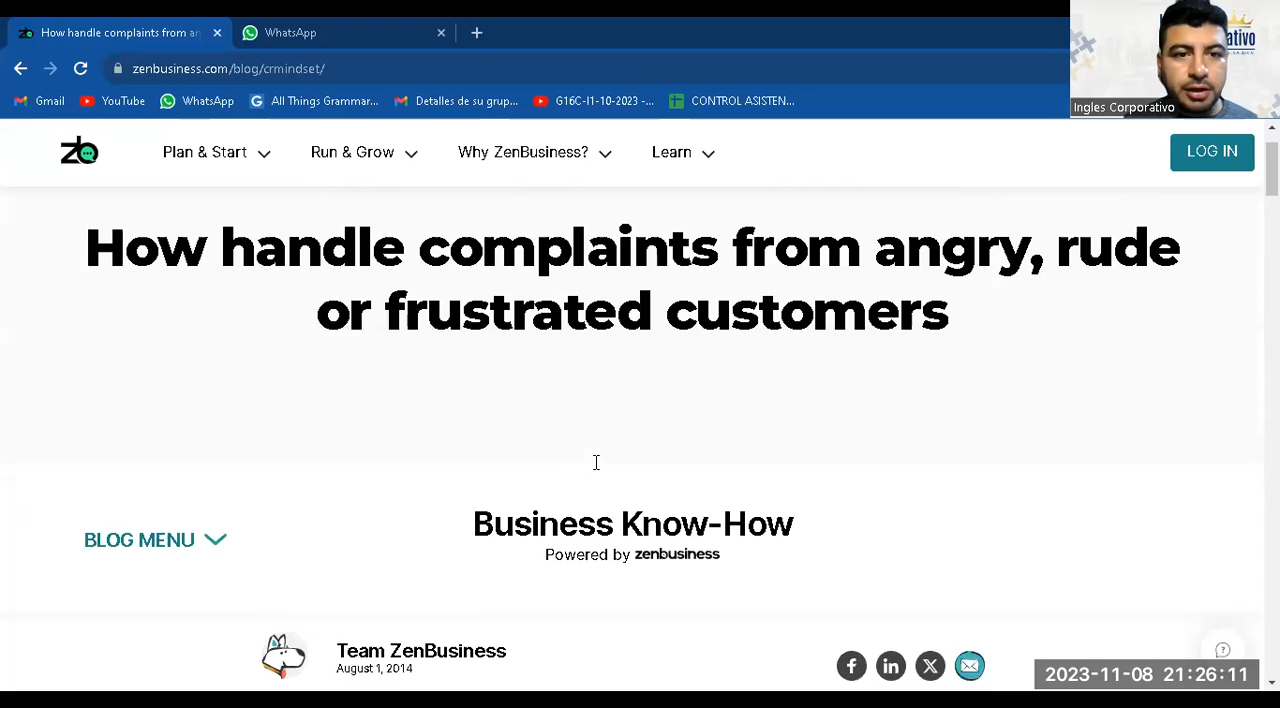 How handle complaints from an
WhatsApp
zenbusiness.com/blog/crmindset/
Gmail
YouTube
WhatsApp
All Things Grammar...
Detalles de su grup...
G16C-I1-10-2023 -...
CONTROL ASISTEN...
ativo
Ingles Corporativo
zb
Plan & Start
Run & Grow
Why ZenBusiness?
Learn
LOG IN
How handle complaints from angry, rude
or frustrated customers
BLOG MENU
Business Know-How
Powered by zenbusiness
Team ZenBusiness
August 1, 2014
2023-11-08 21:26:11